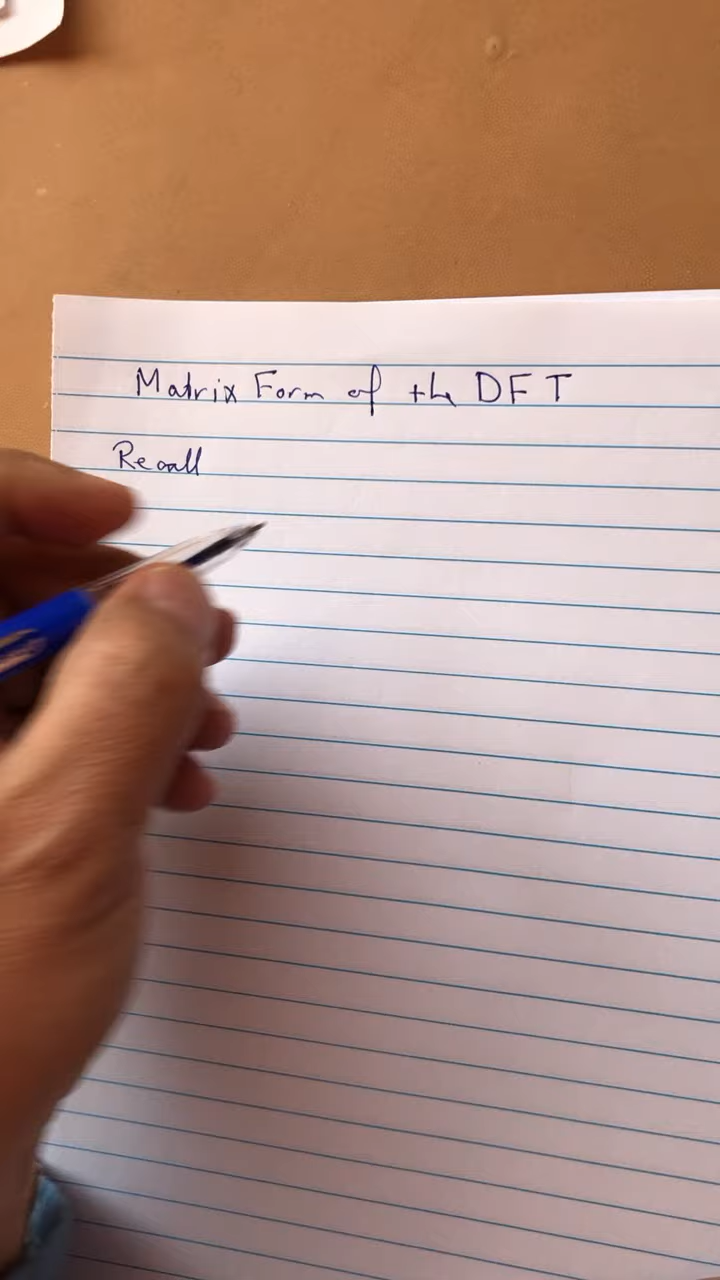 Matrix Form of the DFT
Recall